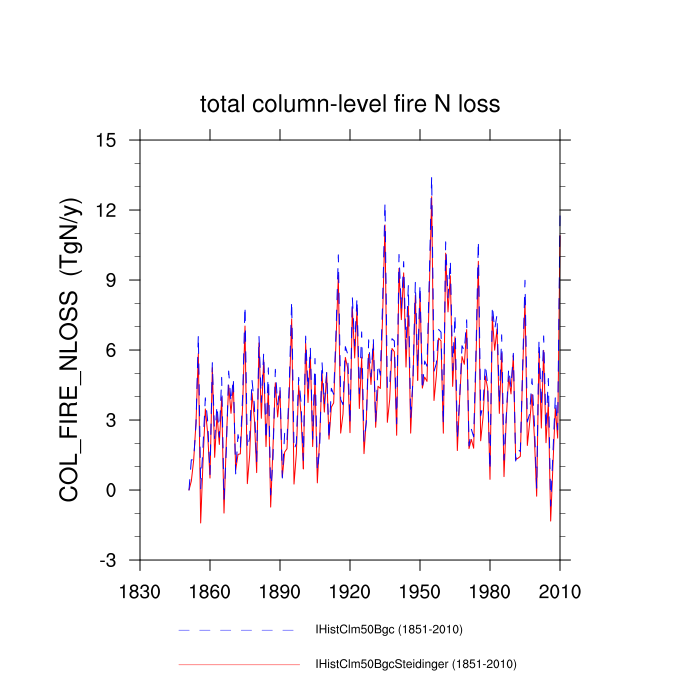 total column-level fire N loss
COL_FIRE_NLOSS (TgN/y)
15
12
9
6
3
0
-3
1830 1860 1890 1920 1950 1980 2010
IHistClm50Bgc (1851-2010)
IHistClm50BgcSteidinger (1851-2010)